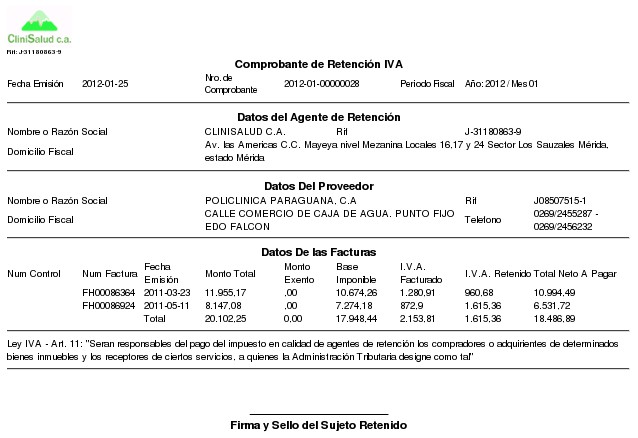 CliniSalud c.a.
Rif: J-31180863-9
Comprobante de Retención IVA
Fecha Emisión 2012-01-25 Nro. de Comprobante 2012-01-00000028 Periodo Fiscal Año: 2012 / Mes 01
Datos del Agente de Retención
Nombre o Razón Social CLINISALUD C.A. Rif J-31180863-9
Domicilio Fiscal Av. las Americas C.C. Mayeya nivel Mezanina Locales 16,17 y 24 Sector Los Sauzales Mérida,
estado Mérida
Datos Del Proveedor
Nombre o Razón Social POLICLINICA PARAGUANA, C.A Rif J08507515-1
Domicilio Fiscal CALLE COMERCIO DE CAJA DE AGUA. PUNTO FIJO Telefono 0269/2455287 -
EDO FALCON 0269/2456232
Datos De las Facturas
Num Control Num Factura Fecha Emisión Monto Total Monto Exento Base Imponible I.V.A. Facturado I.V.A. Retenido Total Neto A Pagar
FH00086364 2011-03-23 11.955,17 ,00 10.674,26 1.280,91 960,68 10.994,49
FH00086924 2011-05-11 8.147,08 ,00 7.274,18 872,9 1.615,36 6.531,72
Total 20.102,25 0,00 17.948,44 2.153,81 1.615,36 18.486,89
Ley IVA - Art. 11: "Seran responsables del pago del impuesto en calidad de agentes de retención los compradores o adquirientes de determinados
bienes inmuebles y los receptores de ciertos servicios, a quienes la Administración Tributaria designe como tal"
Firma y Sello del Sujeto Retenido